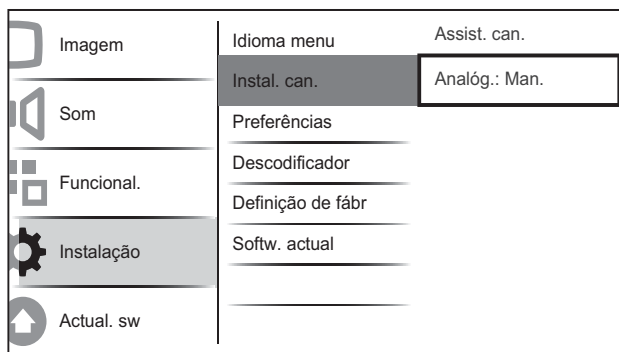 Imagem
Som
Funcional.
Instalação
Actual. sw
Idioma menu
Instal. can.
Preferências
Descodificador
Definição de fábr
Softw. actual
Assist. can.
Analóg.: Man.